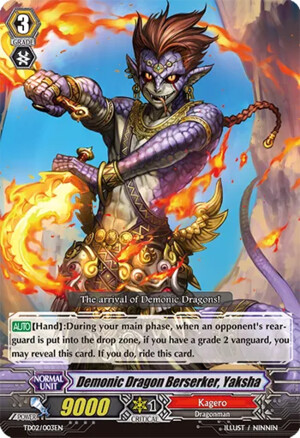 3
GRADE
The arrival of Demonic Dragons!
AUTO [Hand]:During your main phase, when an opponent's rear-
guard is put into the drop zone, if you have a grade 2 vanguard, you
may reveal this card. If you do, ride this card.
NORMAL
UNIT
Demonic Dragon Berserker, Yaksha
POWER
9000
1
CRITICAL
Kagero
Dragonman
TD02/003EN
ILLUST / NINNIN